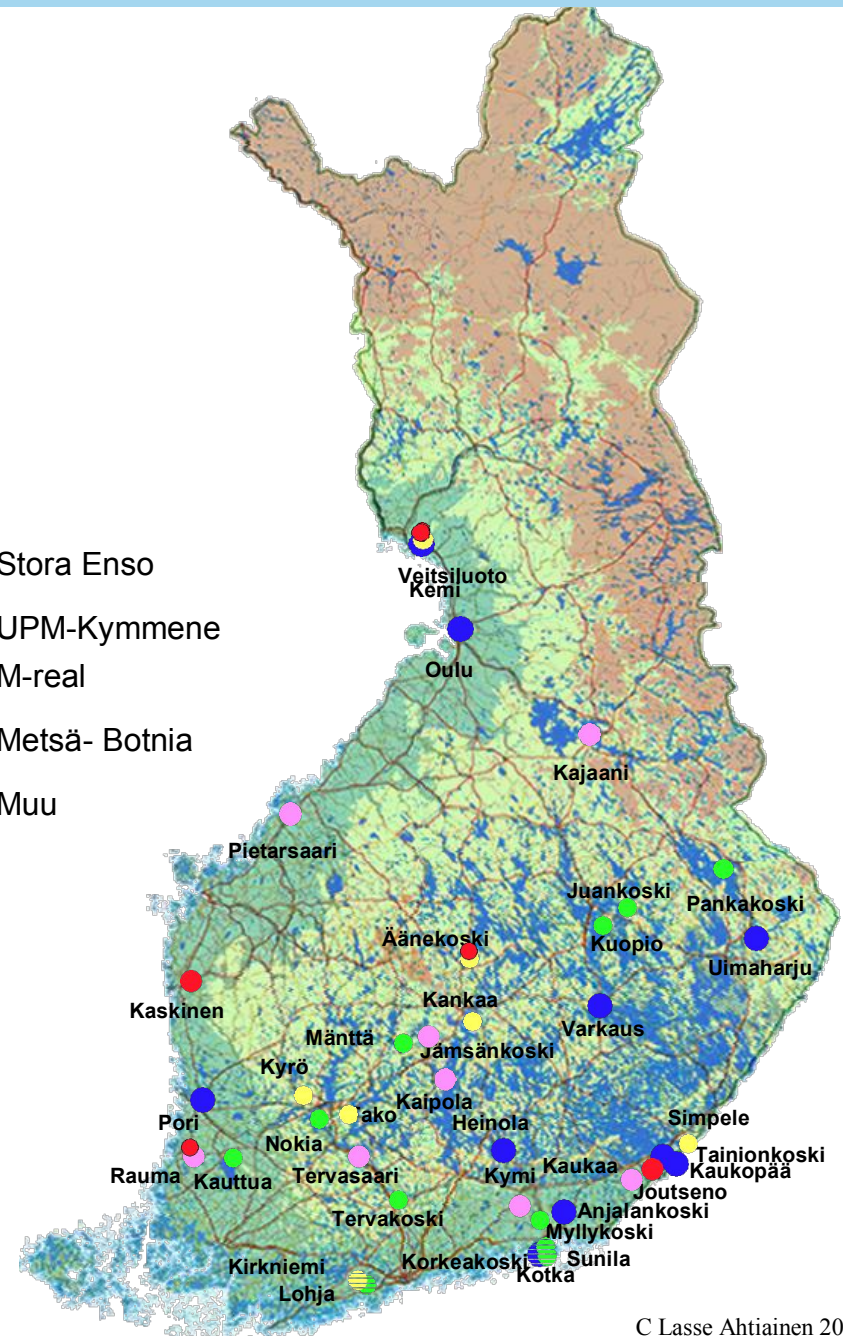 Stora Enso
UPM-Kymmene
M-real
Metsä- Botnia
Muu
Veitsiluoto
Kemi
Oulu
Kajaani
Pietarsaari
Juankoski
Pankakoski
Kuopio
Äänekoski
Uimaharju
Kaskinen
Kankaa
Varkaus
Mänttä
Jämsänkoski
Kyrö
Kaipola
ako
Pori
Nokia
Heinola
Simpele
Tainionkoski
Kaukopää
Rauma
Kauttua
Tervasaari
Kymi
Kaukaa
Joutseno
Tervakoski
Anjalankoski
Myllykoski
Korkeakoski
Sunila
Kotka
Kirkniemi
Lohja
C Lasse Ahtiainen 20